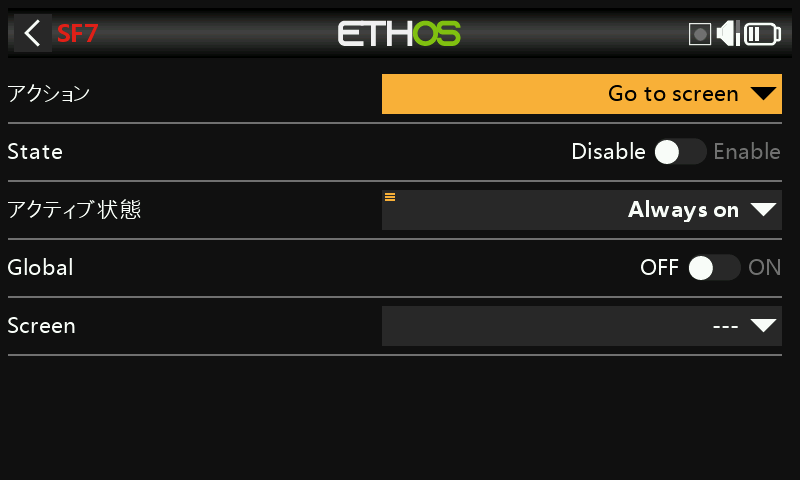 SF7
ETHOS
アクション Go to screen
State Disable Enable
アクティブ状態 Always on
Global OFF ON
Screen ---